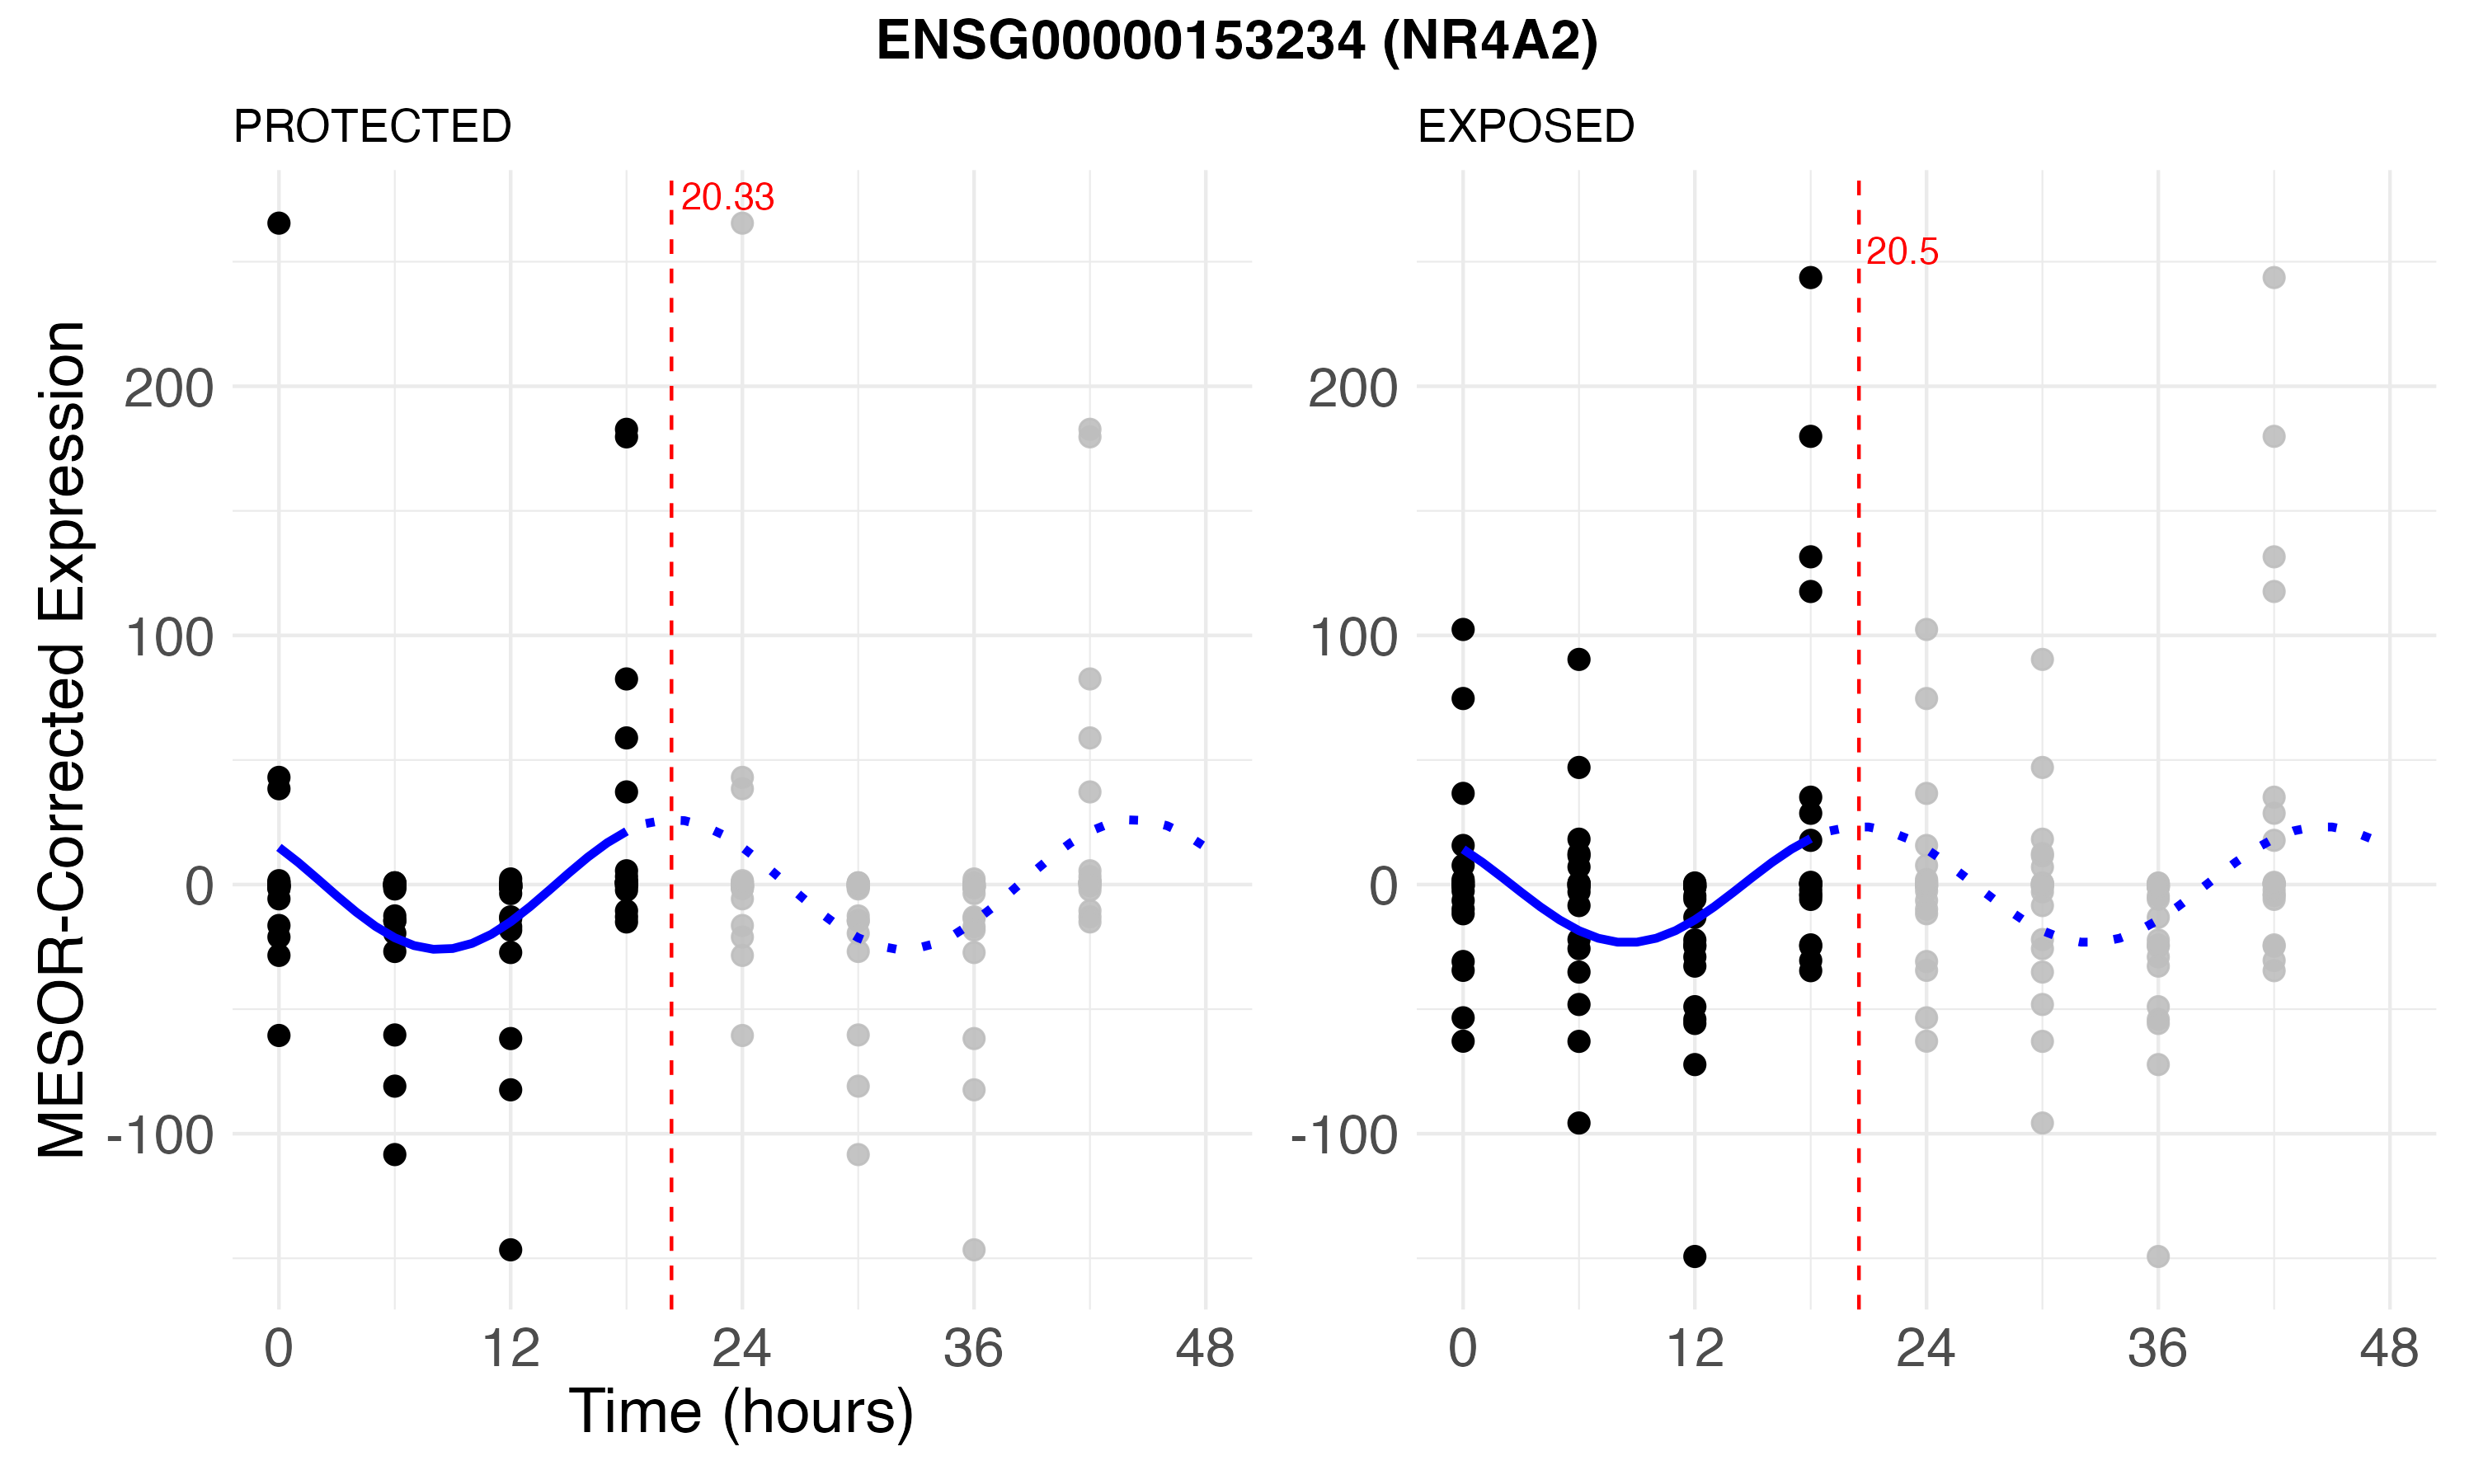 ENSG00000153234 (NR4A2)
PROTECTED
EXPOSED
20.33
20.5
MESOR-Corrected Expression
200
100
0
-100
200
100
0
-100
0 12 24 36 48
0 12 24 36 48
Time (hours)